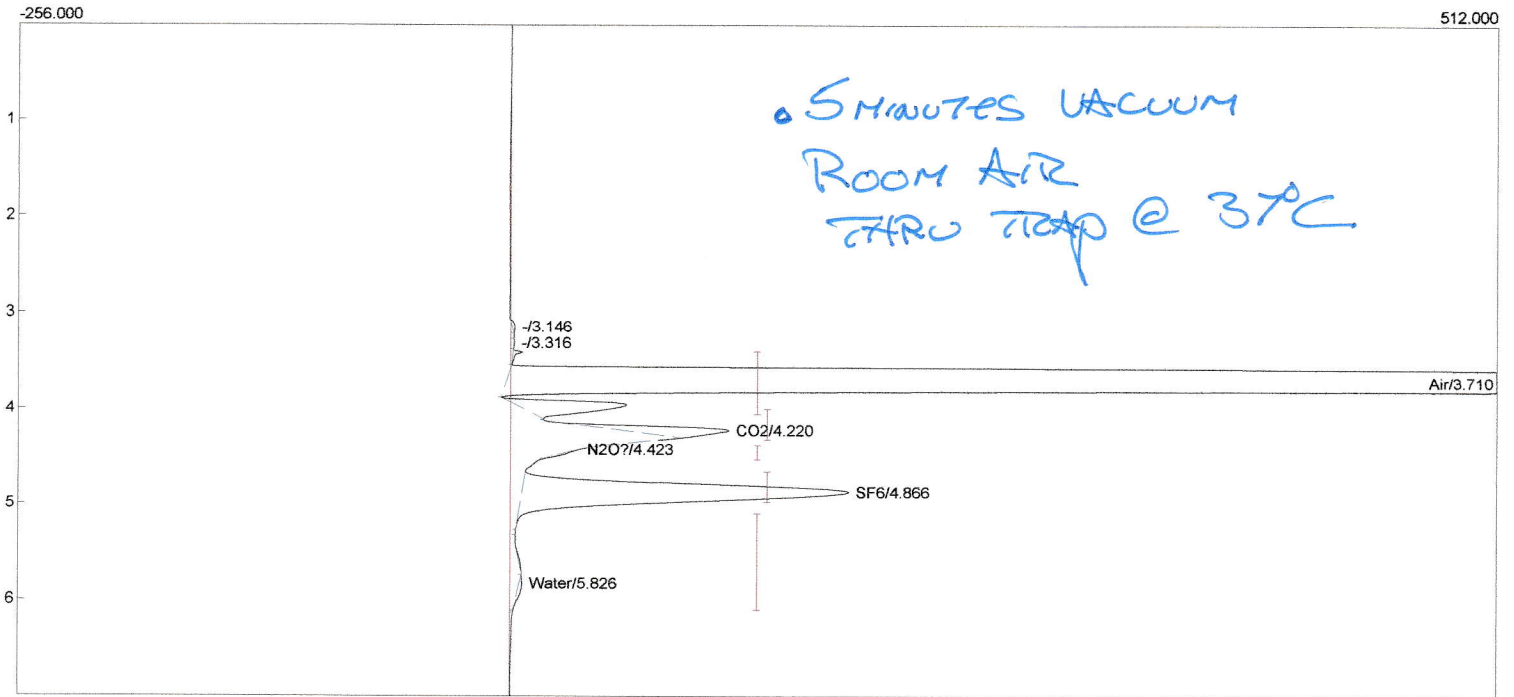 -256.000 512.000
• 5 MINUTES VACUUM
1
ROOM AIR
2
THRU TRAP @ 37°C
3
-/3.146
-/3.316
Air/3.710
4
CO2/4.220
N2O?/4.423
SF6/4.866
5
Water/5.826
6